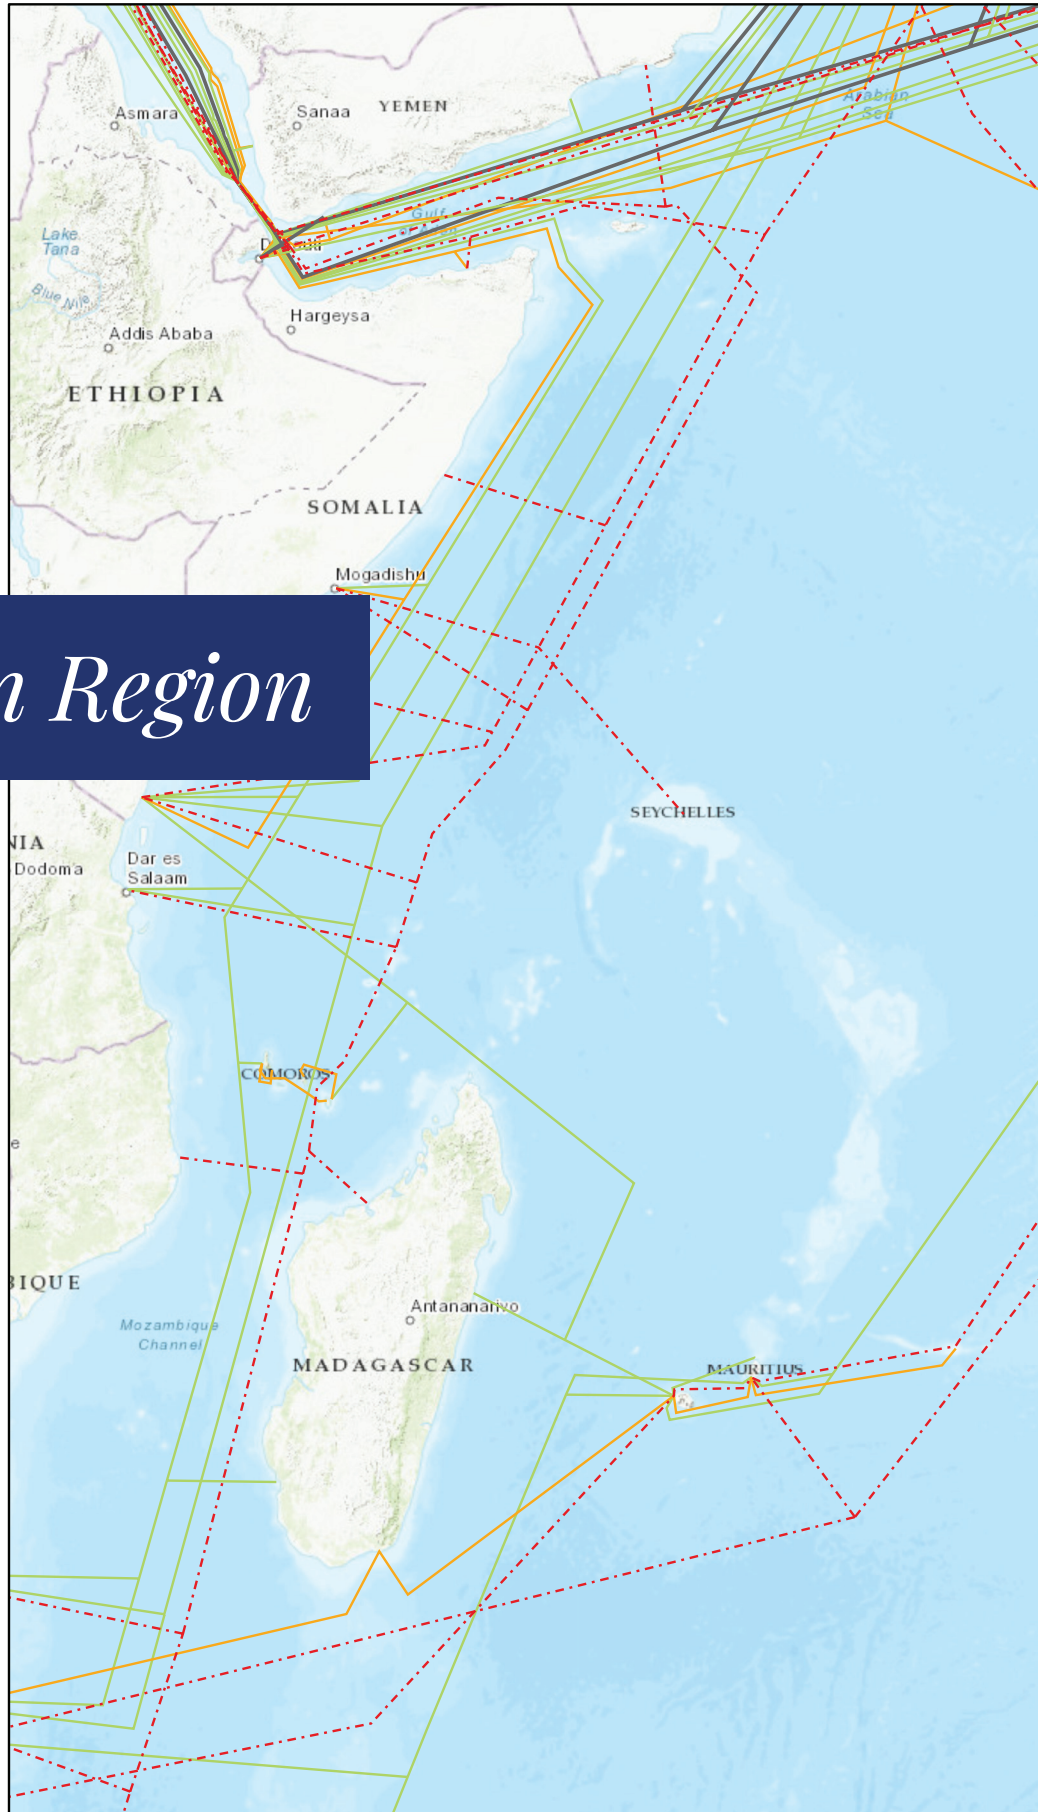 Asmara
Sanaa
YEMEN
Arabian
Sea
Lake
Tana
Gulf
of Aden
Blue Nile
Hargeysa
Addis Ababa
ETHIOPIA
SOMALIA
Mogadishu
n Region
SEYCHELLES
NIA
Dodoma
Dar es
Salaam
COMOROS
e
BIQUE
Antananarivo
Mozambique
Channel
MADAGASCAR
MAURITIUS